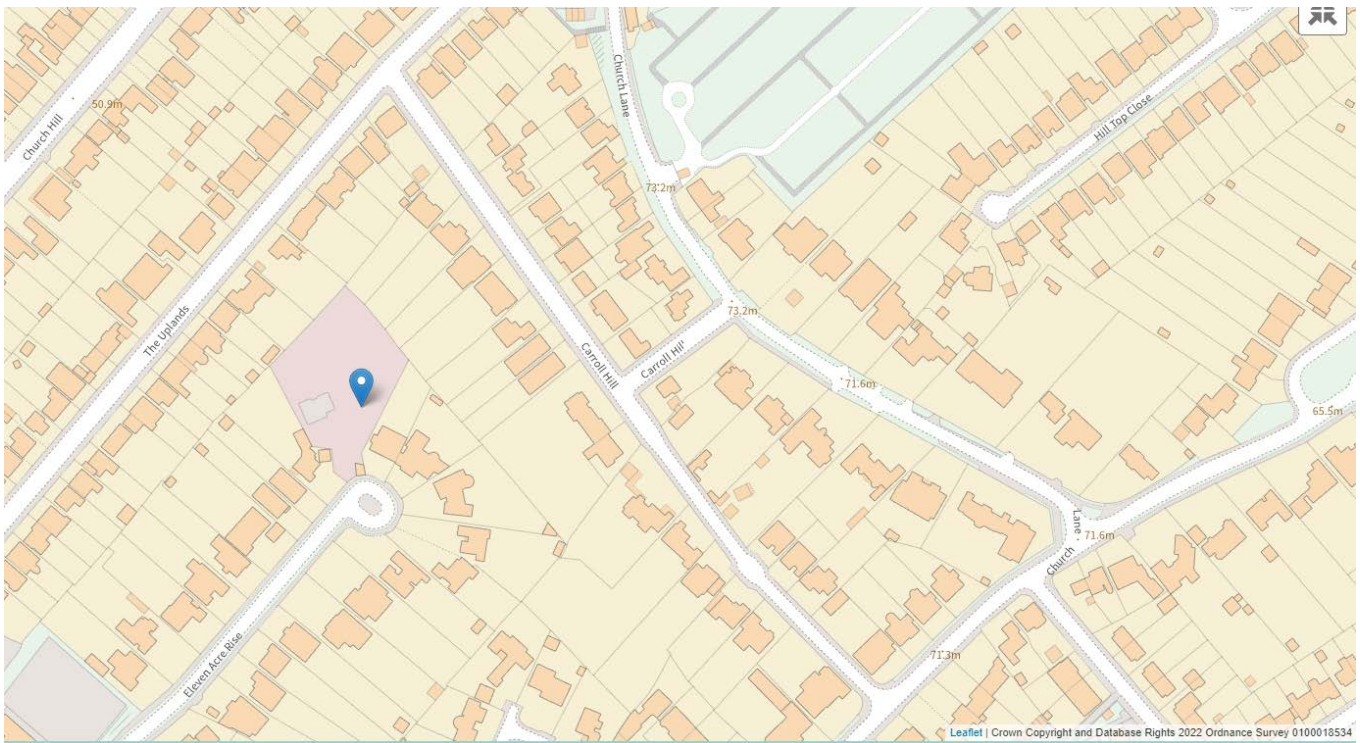 Church Lane
50.9m
Church Hill
Hill Top Close
73.2m
73.2m
The Uplands
Carroll Hill
Carroll Hil'
71.6m
65.5m
Lane
71.6m
Church
Eleven Acre Rise
71.3m
Leaflet | Crown Copyright and Database Rights 2022 Ordnance Survey 0100018534